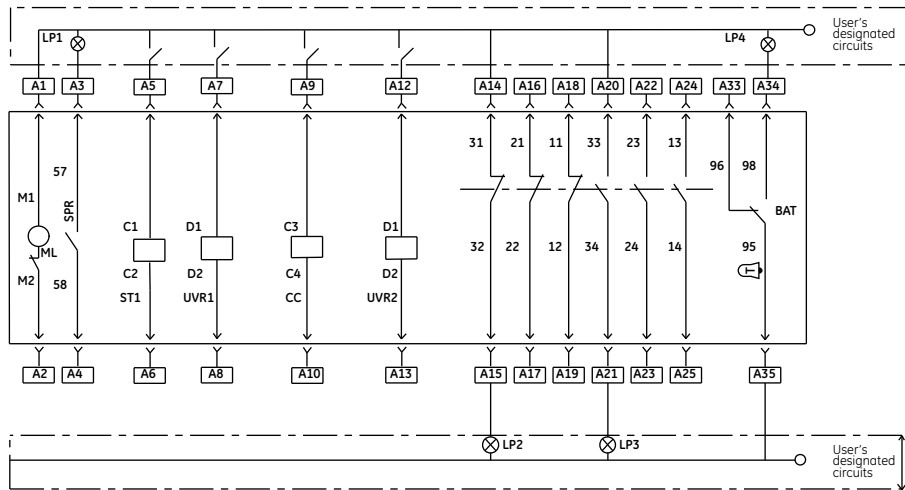 LP1
LP4
User's
designated
circuits
A1 A3 A5 A7 A9 A12 A14 A16 A18 A20 A22 A24 A33 A34
31 21 11 33 23 13
57 96 98
M1 SPR
C1 D1 C3 D1 BAT
ML
32 22 12 34 24 14 95
M2 58 C2 D2 C4 D2 T
ST1 UVR1 CC UVR2
A2 A4 A6 A8 A10 A13 A15 A17 A19 A21 A23 A25 A35
LP2 LP3
User's
designated
circuits